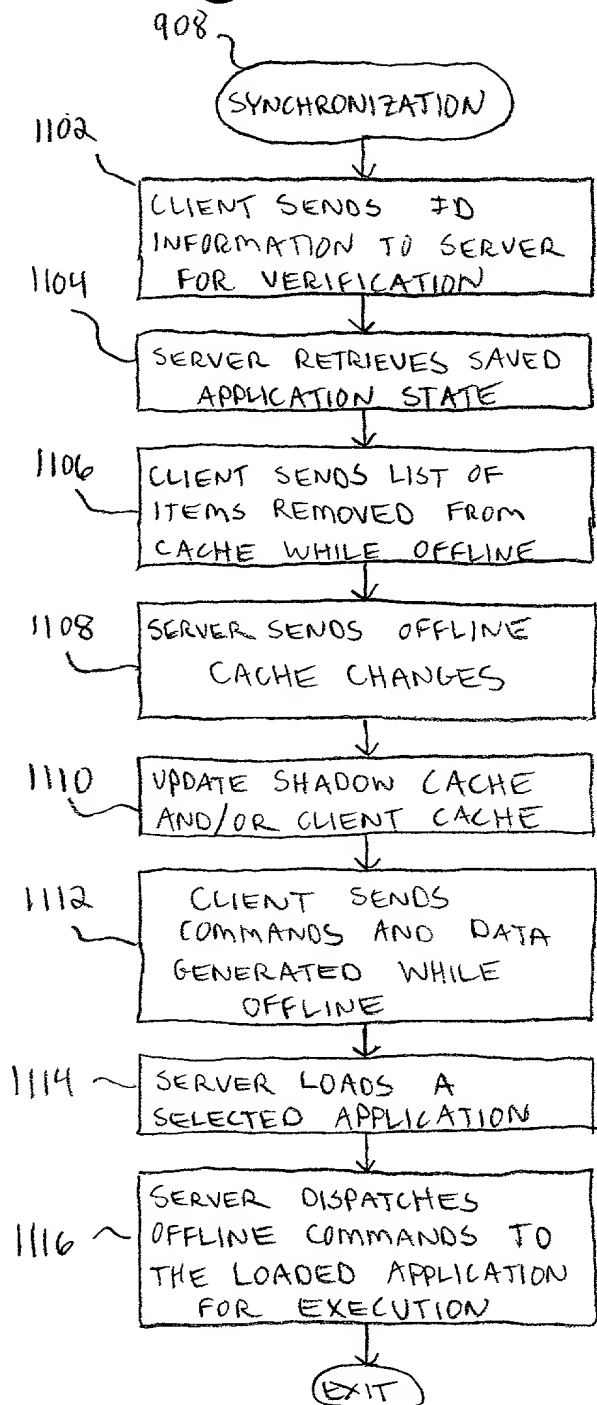 908
SYNCHRONIZATION
1102
CLIENT SENDS ID
INFORMATION TO SERVER
FOR VERIFICATION
1104
SERVER RETRIEVES SAVED
APPLICATION STATE
1106
CLIENT SENDS LIST OF
ITEMS REMOVED FROM
CACHE WHILE OFFLINE
1108
SERVER SENDS OFFLINE
CACHE CHANGES
1110
UPDATE SHADOW CACHE
AND/OR CLIENT CACHE
1112
CLIENT SENDS
COMMANDS AND DATA
GENERATED WHILE
OFFLINE
1114
SERVER LOADS A
SELECTED APPLICATION
1116
SERVER DISPATCHES
OFFLINE COMMANDS TO
THE LOADED APPLICATION
FOR EXECUTION
EXIT